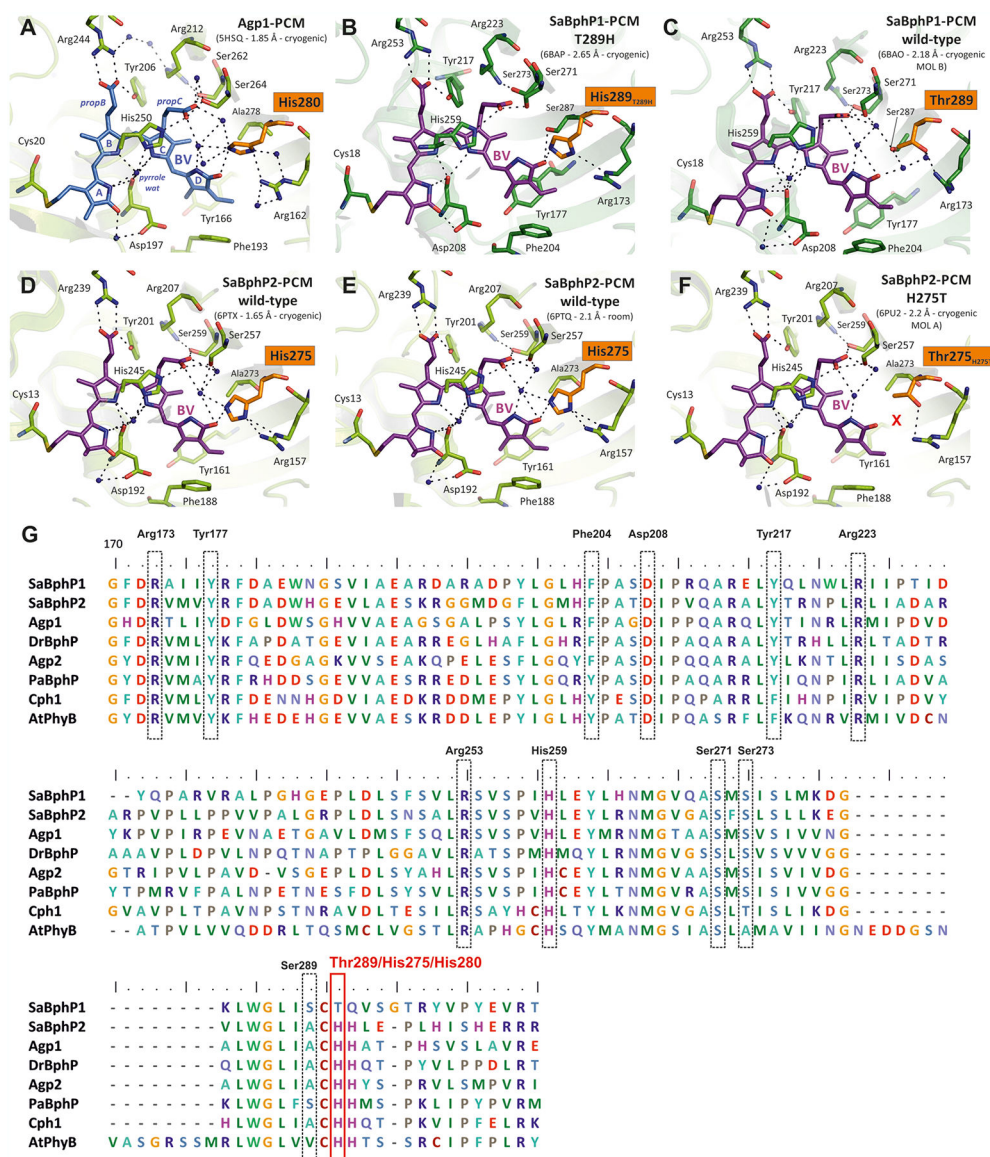 A
Agp1-PCM
(5HSQ - 1.85 Å - cryogenic)
Arg244
Arg212
Ser262
Tyr206
Ser264
propB
propC
His280
Ala278
His250
Cys20
B
C
BV
A
D
pyrrole
wat
Arg162
Tyr166
Asp197
Phe193
B
SaBphP1-PCM
T289H
(6BAP - 2.65 Å - cryogenic)
Arg253
Arg223
Tyr217
Ser273
Ser271
Ser287
His289T289H
His259
Cys18
BV
Arg173
Tyr177
Asp208
Phe204
C
SaBphP1-PCM
wild-type
(6BAO - 2.18 Å - cryogenic
MOL B)
Arg253
Arg223
Ser271
Ser273
Tyr217
Ser287
Thr289
His259
Cys18
BV
Arg173
Tyr177
Asp208
Phe204
D
SaBphP2-PCM
wild-type
(6PTX - 1.65 Å - cryogenic)
Arg239
Arg207
Tyr201
Ser259
Ser257
His275
His245
Ala273
Cys13
BV
Arg157
Tyr161
Asp192
Phe188
E
SaBphP2-PCM
wild-type
(6PTQ - 2.1 Å - room)
Arg239
Arg207
Tyr201
Ser259
Ser257
His275
His245
Ala273
Cys13
BV
Arg157
Tyr161
Asp192
Phe188
F
SaBphP2-PCM
H275T
(6PU2 - 2.2 Å - cryogenic
MOL A)
Arg239
Arg207
Tyr201
Ser259
Ser257
Ala273
Thr275H275T
His245
Cys13
BV
X
Arg157
Tyr161
Asp192
Phe188
G
170 Arg173 Tyr177 Phe204 Asp208 Tyr217 Arg223
SaBphP1 G F D R A I I Y R F D A E W N G S V I A E A R D A R A D P Y L G L H F P A S D I P R Q A R E L Y Q L N W L R I I P T I D
SaBphP2 G F D R V M V Y R F D A D W H G E V L A E S K R G G M D G F L G M H F P A T D I P V Q A R A L Y T R N P L R L I A D A R
Agp1 G H D R T L I Y D F G L D W S G H V V A E A G S G A L P S Y L G L R F P A G D I P P Q A R Q L Y T I N R L R M I P D V D
DrBphP G F D R V M L Y K F A P D A T G E V I A E A R R E G L H A F L G H R F P A S D I P A Q A R A L Y T R H L L R L T A D T R
Agp2 G Y D R V M I Y R F Q E D G A G K V V S E A K Q P E L E S F L G Q Y F P A S D I P Q Q A R A L Y L K N T L R I I S D A S
PaBphP G Y D R V M A Y R F R H D D S G E V V A E S R R E D L E S Y L G Q R Y P A S D I P A Q A R R L Y I Q N P I R L I A D V A
Cph1 G F D R V M L Y R F D E N N H G D V I A E D K R D D M E P Y L G L H Y P E S D I P Q P A R R L F I H N P I R V I P D V Y
AtPhyB G Y D R V M V Y K F H E D E H G E V V A E S K R D D L E P Y I G L H Y P A T D I P Q A S R F L F K Q N R V R M I V D C N
Arg253 His259 Ser271 Ser273
SaBphP1 - - Y Q P A R V R A L P G H G E P L D L S F S V L R S V S P I H L E Y L H N M G V Q A S M S I S L M K D G - - - - - - -
SaBphP2 A R P V P L L P P V V P A L G R P L D L S N S A L R S V S P V H L E Y L H N M G V G A S F S L S L L K E G - - - - - - -
Agp1 Y K P V P I R P E V N A E T G A V L D M S F S Q L R S V S P V H L E Y M R N M G T A A S M S V S I V V N G - - - - - - -
DrBphP A A A V P L D P V L N P Q T N A P T P L G G A V L R A T S P M H M Q Y L R N M G V G S S L S V S V V V G G - - - - - - -
Agp2 G T R I P V L P A V D - V S G E P L D L S Y A H L R S V S P I H C E Y L R N M G V A A S M S I S V I V D G - - - - - - -
PaBphP Y T P M R V F P A L N P E T N E S F D L S Y S V L R S V S P I H C E Y L T N M G V R A S M S I S I V V G G - - - - - - -
Cph1 G V A V P L T P A V N P S T N R A V D L T E S I L R S A Y H C H L T Y L K N M G V G A S L T I S L I K D G - - - - - - -
AtPhyB - - A T P V L V V Q D D R L T Q S M C L V G S T L R A P H G C H S Q Y M A N M G S I A S L A M A V I I N G N E D D G S N
Ser289 Thr289/His275/His280
SaBphP1 - - - - - - - - K L W G L I S C T Q V S G T R Y V P Y E V R T
SaBphP2 - - - - - - - - V L W G L I A C H H L E - P L H I S H E R R R
Agp1 - - - - - - - - K L W G L I A C H H A T - P H S V S L A V R E
DrBphP - - - - - - - - Q L W G L I A C H H Q T - P Y V L P P D L R T
Agp2 - - - - - - - - E L W G L I A C H H Y S - P R V L S M P V R I
PaBphP - - - - - - - - K L W G L F S C H H M S - P K L I P Y P V R M
Cph1 - - - - - - - - H L W G L I A C H H Q T - P K V I P F E L R K
AtPhyB V A S G R S S M R L W G L V V C H H T S - S R C I P F P L R Y